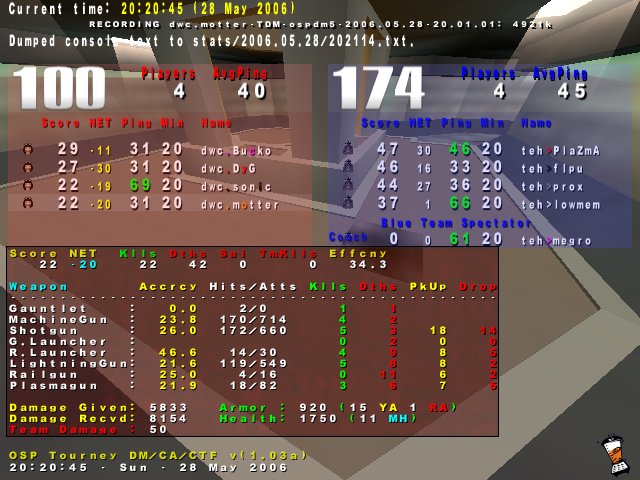 Current time: 20:20:45 (28 May 2006)
RECORDING dwc.motter-TDM-ospdm5-2006.05.28-20.01.01: 4921k
Dumped console text to stats/2006.05.28/202114.txt.
100 Players AvgPing 4 40
174 Players AvgPing 4 45
Score NET Ping Min Name
29 -11 31 20 dwc.Bucko
27 -30 31 20 dwc.DyG
22 -19 69 20 dwc.sonic
22 -20 31 20 dwc.motter
Score NET Ping Min Name
47 30 46 20 teh>PlaZmA
46 16 33 20 teh>flpu
44 27 36 20 teh>prox
37 1 66 20 teh>lowmem
Blue Team Spectator
Coach 0 0 61 20 teh>megro
Score NET Klls Dths Sui TmKlls Effcny
22 -20 22 42 0 0 34.3
Weapon Accrcy Hits/Atts Klls Dths PkUp Drop
Gauntlet : 0.0 2/0 1 1
MachineGun : 23.8 170/714 4 2
Shotgun : 26.0 172/660 5 3 18 14
G.Launcher : 0 2 0 0
R.Launcher : 46.6 14/30 4 9 8 5
LightningGun: 21.6 119/549 5 8 8 2
Railgun : 25.0 4/16 0 11 6 2
Plasmagun : 21.9 18/82 3 6 7 6
Damage Given: 5833 Armor : 920 (15 YA 1 RA)
Damage Recvd: 8154 Health: 1750 (11 MH)
Team Damage : 50
OSP Tourney DM/CA/CTF v(1.03a)
20:20:45 - Sun - 28 May 2006